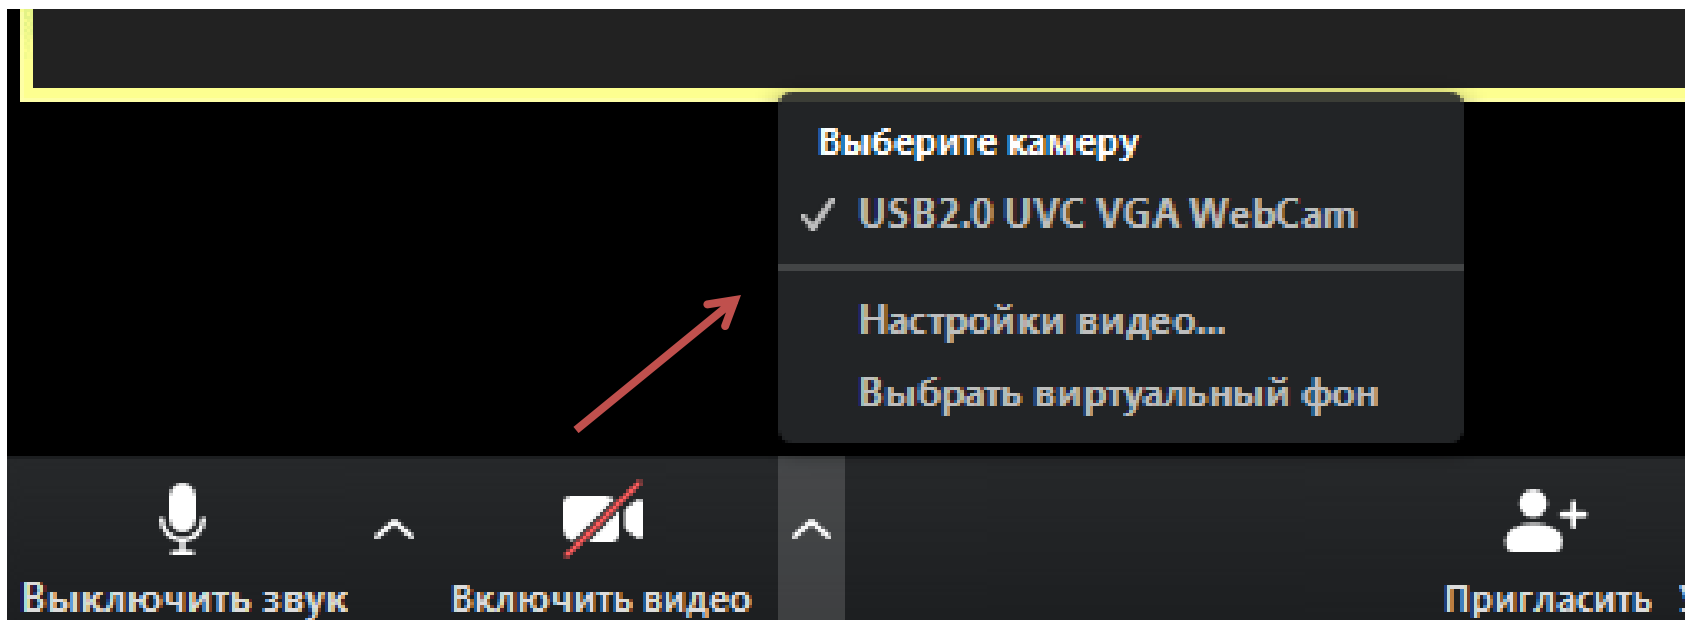 Выберите камеру
USB2.0 UVC VGA WebCam
Настройки видео...
Выбрать виртуальный фон
Выключить звук
Включить видео
Пригласить